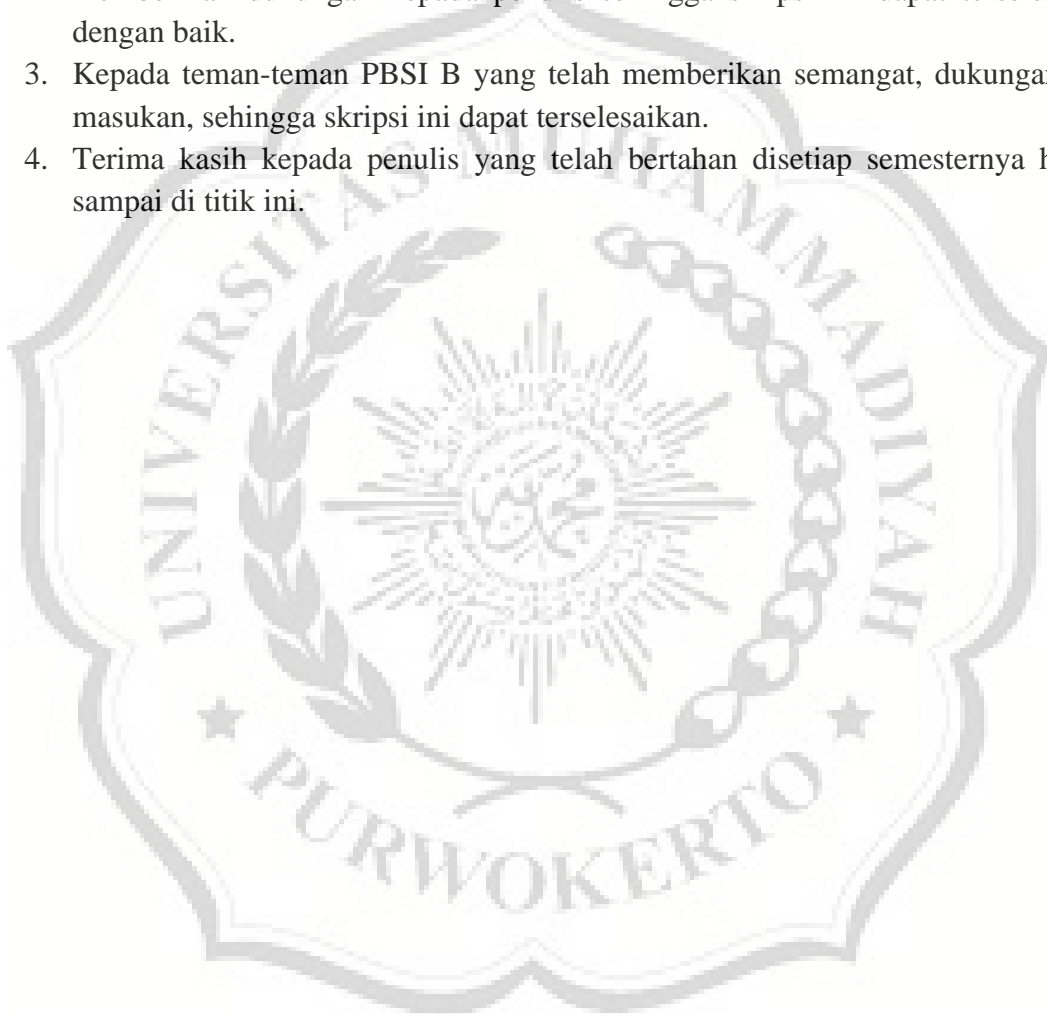 dengan baik.
3. Kepada teman-teman PBSI B yang telah memberikan semangat, dukungan
masukan, sehingga skripsi ini dapat terselesaikan.
4. Terima kasih kepada penulis yang telah bertahan disetiap semesternya h
sampai di titik ini.
UNIVERSITAS MUHAMMADIYAH
PURWOKERTO